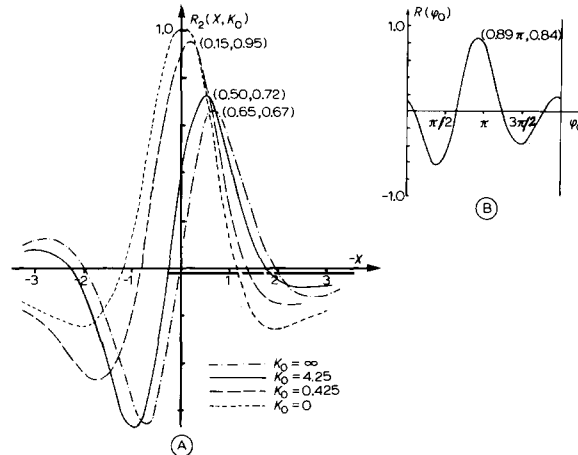 R₂(X, K₀)
1.0
(0.15, 0.95)
(0.50, 0.72)
(0.65, 0.67)
-X
-3 -2 -1 0 1 2 3
K₀ = ∞
K₀ = 4.25
K₀ = 0.425
K₀ = 0
A
R(φ₀)
1.0
(0.89π, 0.84)
π/2 π 3π/2 φ₀
-1.0
B